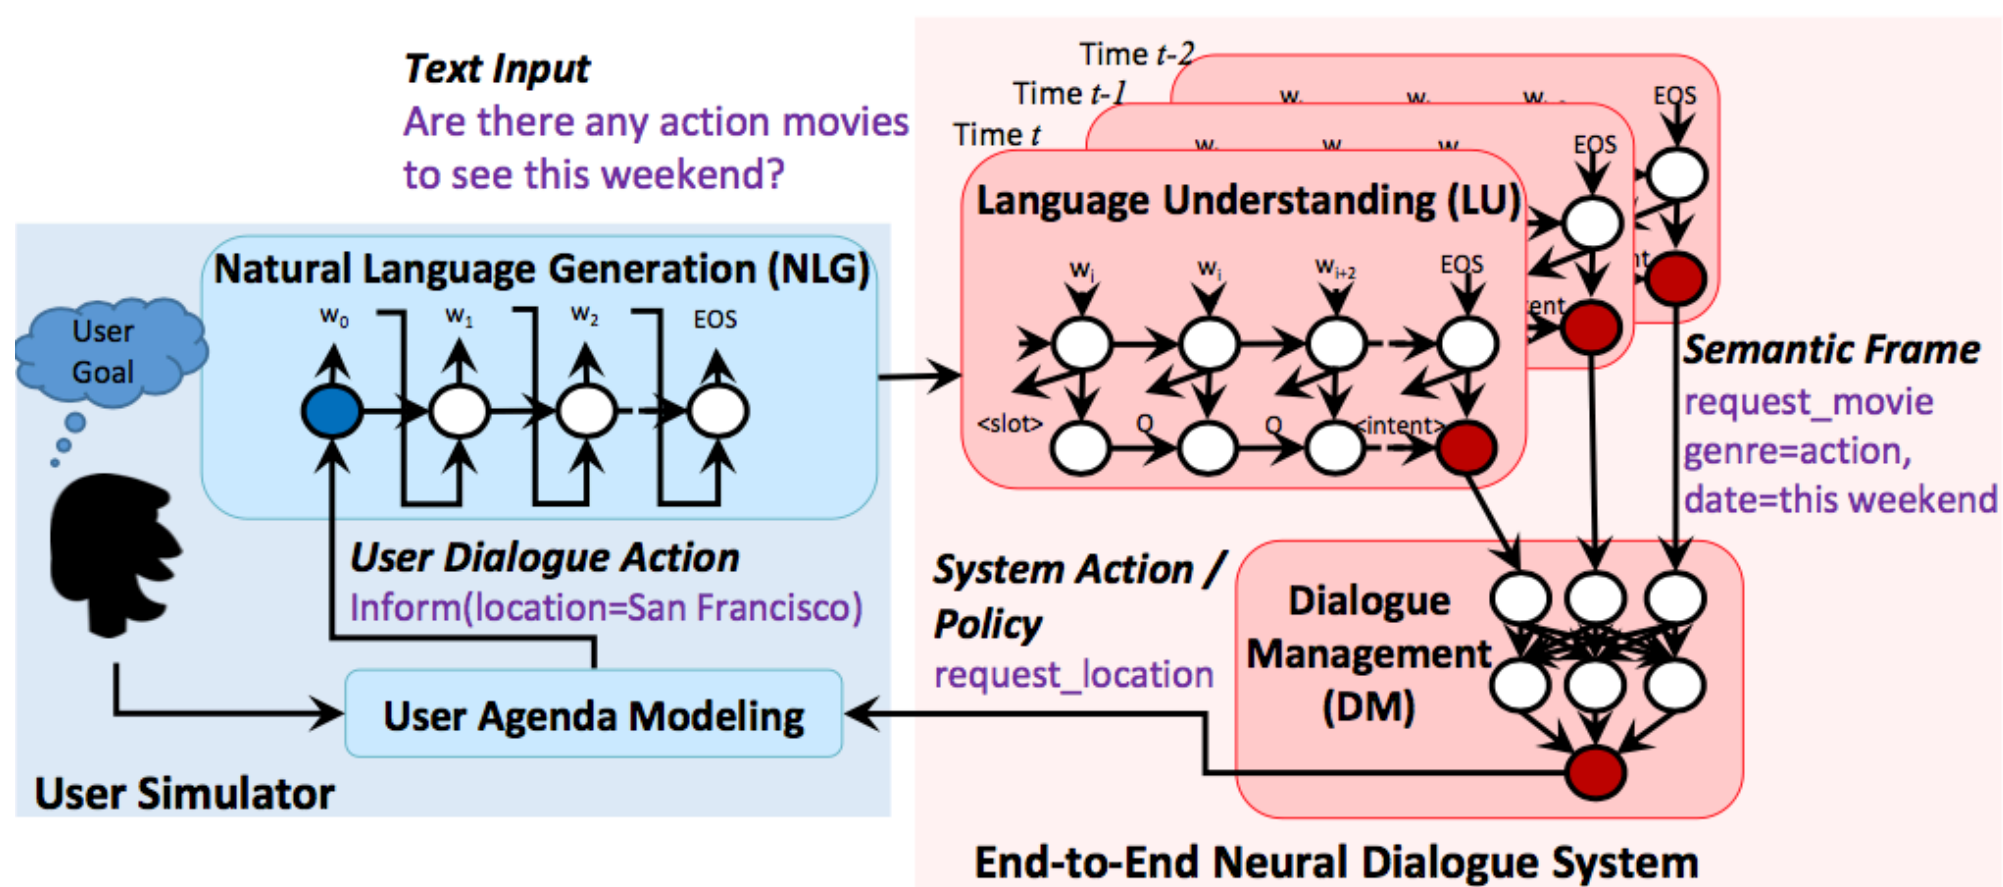 Text Input
Are there any action movies
to see this weekend?
Time t-2
Time t-1
Time t
EOS
EOS
Language Understanding (LU)
wi wi wi+2 EOS
<slot> O O <intent>
Natural Language Generation (NLG)
w0 w1 w2 EOS
User
Goal
Semantic Frame
request_movie
genre=action,
date=this weekend
User Dialogue Action
Inform(location=San Francisco)
System Action /
Policy
request_location
Dialogue
Management
(DM)
User Agenda Modeling
User Simulator
End-to-End Neural Dialogue System